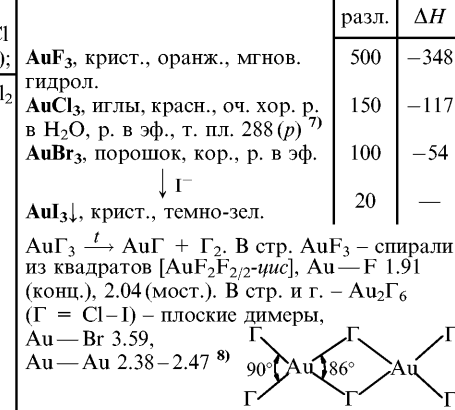 Cl
);
l₂
разл. ΔH
AuF₃, крист., оранж., мгнов. 500 −348
гидрол.
AuCl₃, иглы, красн., оч. хор. р. 150 −117
в H₂O, р. в эф., т. пл. 288 (p) ⁷⁾
AuBr₃, порошок, кор., р. в эф. 100 −54
↓ I⁻
AuI₃↓, крист., темно-зел. 20 —
AuГ₃ —t→ AuГ + Г₂. В стр. AuF₃ – спирали
из квадратов [AuF₂F₂/₂-цис], Au—F 1.91
(конц.), 2.04 (мост.). В стр. и г. – Au₂Г₆
(Г = Cl–I) – плоские димеры,
Au—Br 3.59,
Au—Au 2.38–2.47 ⁸⁾
Г Г Г
90° Au 86° Au
Г Г Г